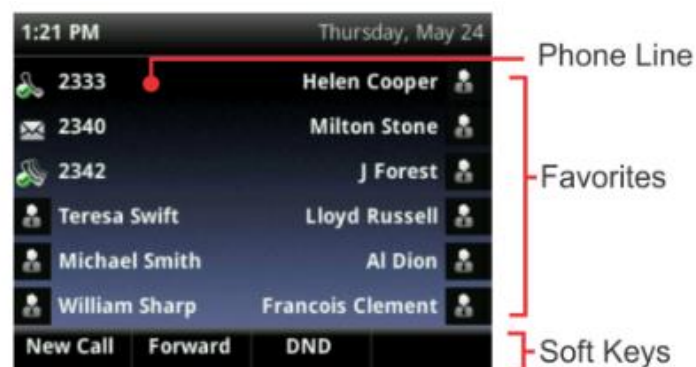 1:21 PM Thursday, May 24
Phone Line
2333 Helen Cooper
2340 Milton Stone
2342 J Forest
Favorites
Teresa Swift Lloyd Russell
Michael Smith Al Dion
William Sharp Francois Clement
New Call Forward DND
Soft Keys